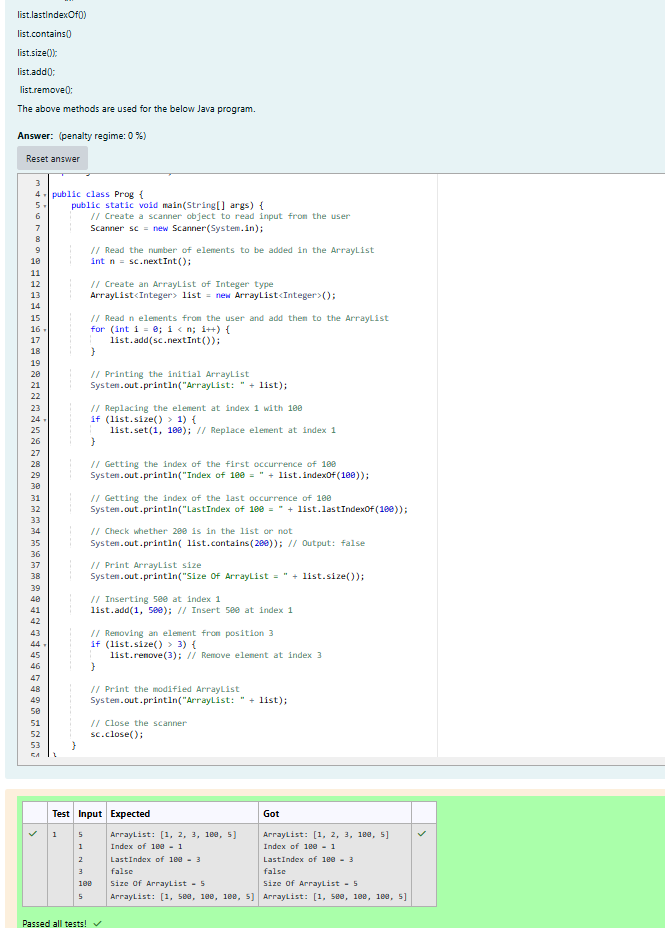 list.lastIndexOf())
list.contains()
list.size());
list.add();
list.remove();
The above methods are used for the below Java program.
Answer: (penalty regime: 0 %)
Reset answer
3
4 public class Prog {
5 public static void main(String[] args) {
6 // Create a scanner object to read input from the user
7 Scanner sc = new Scanner(System.in);
8
9 // Read the number of elements to be added in the ArrayList
10 int n = sc.nextInt();
11
12 // Create an ArrayList of Integer type
13 ArrayList<Integer> list = new ArrayList<Integer>();
14
15 // Read n elements from the user and add them to the ArrayList
16 for (int i = 0; i < n; i++) {
17 list.add(sc.nextInt());
18 }
19
20 // Printing the initial ArrayList
21 System.out.println("ArrayList: " + list);
22
23 // Replacing the element at index 1 with 100
24 if (list.size() > 1) {
25 list.set(1, 100); // Replace element at index 1
26 }
27
28 // Getting the index of the first occurrence of 100
29 System.out.println("Index of 100 = " + list.indexOf(100));
30
31 // Getting the index of the last occurrence of 100
32 System.out.println("LastIndex of 100 = " + list.lastIndexOf(100));
33
34 // Check whether 200 is in the list or not
35 System.out.println( list.contains(200)); // Output: false
36
37 // Print ArrayList size
38 System.out.println("Size Of ArrayList = " + list.size());
39
40 // Inserting 500 at index 1
41 list.add(1, 500); // Insert 500 at index 1
42
43 // Removing an element from position 3
44 if (list.size() > 3) {
45 list.remove(3); // Remove element at index 3
46 }
47
48 // Print the modified ArrayList
49 System.out.println("ArrayList: " + list);
50
51 // Close the scanner
52 sc.close();
53 }
54 }
Test Input Expected Got
1 5 ArrayList: [1, 2, 3, 100, 5] ArrayList: [1, 2, 3, 100, 5]
1 Index of 100 = 1 Index of 100 = 1
2 LastIndex of 100 = 3 LastIndex of 100 = 3
3 false false
100 Size Of ArrayList = 5 Size Of ArrayList = 5
5 ArrayList: [1, 500, 100, 100, 5] ArrayList: [1, 500, 100, 100, 5]
Passed all tests!